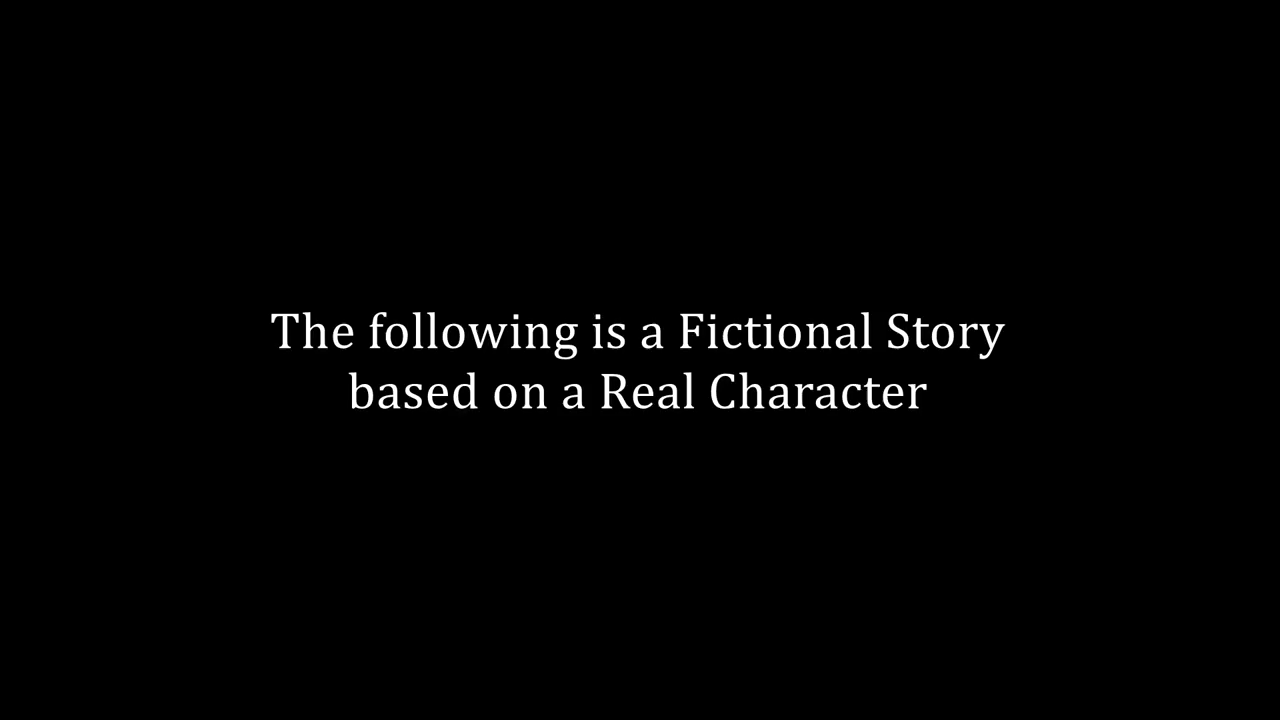 The following is a Fictional Story
based on a Real Character